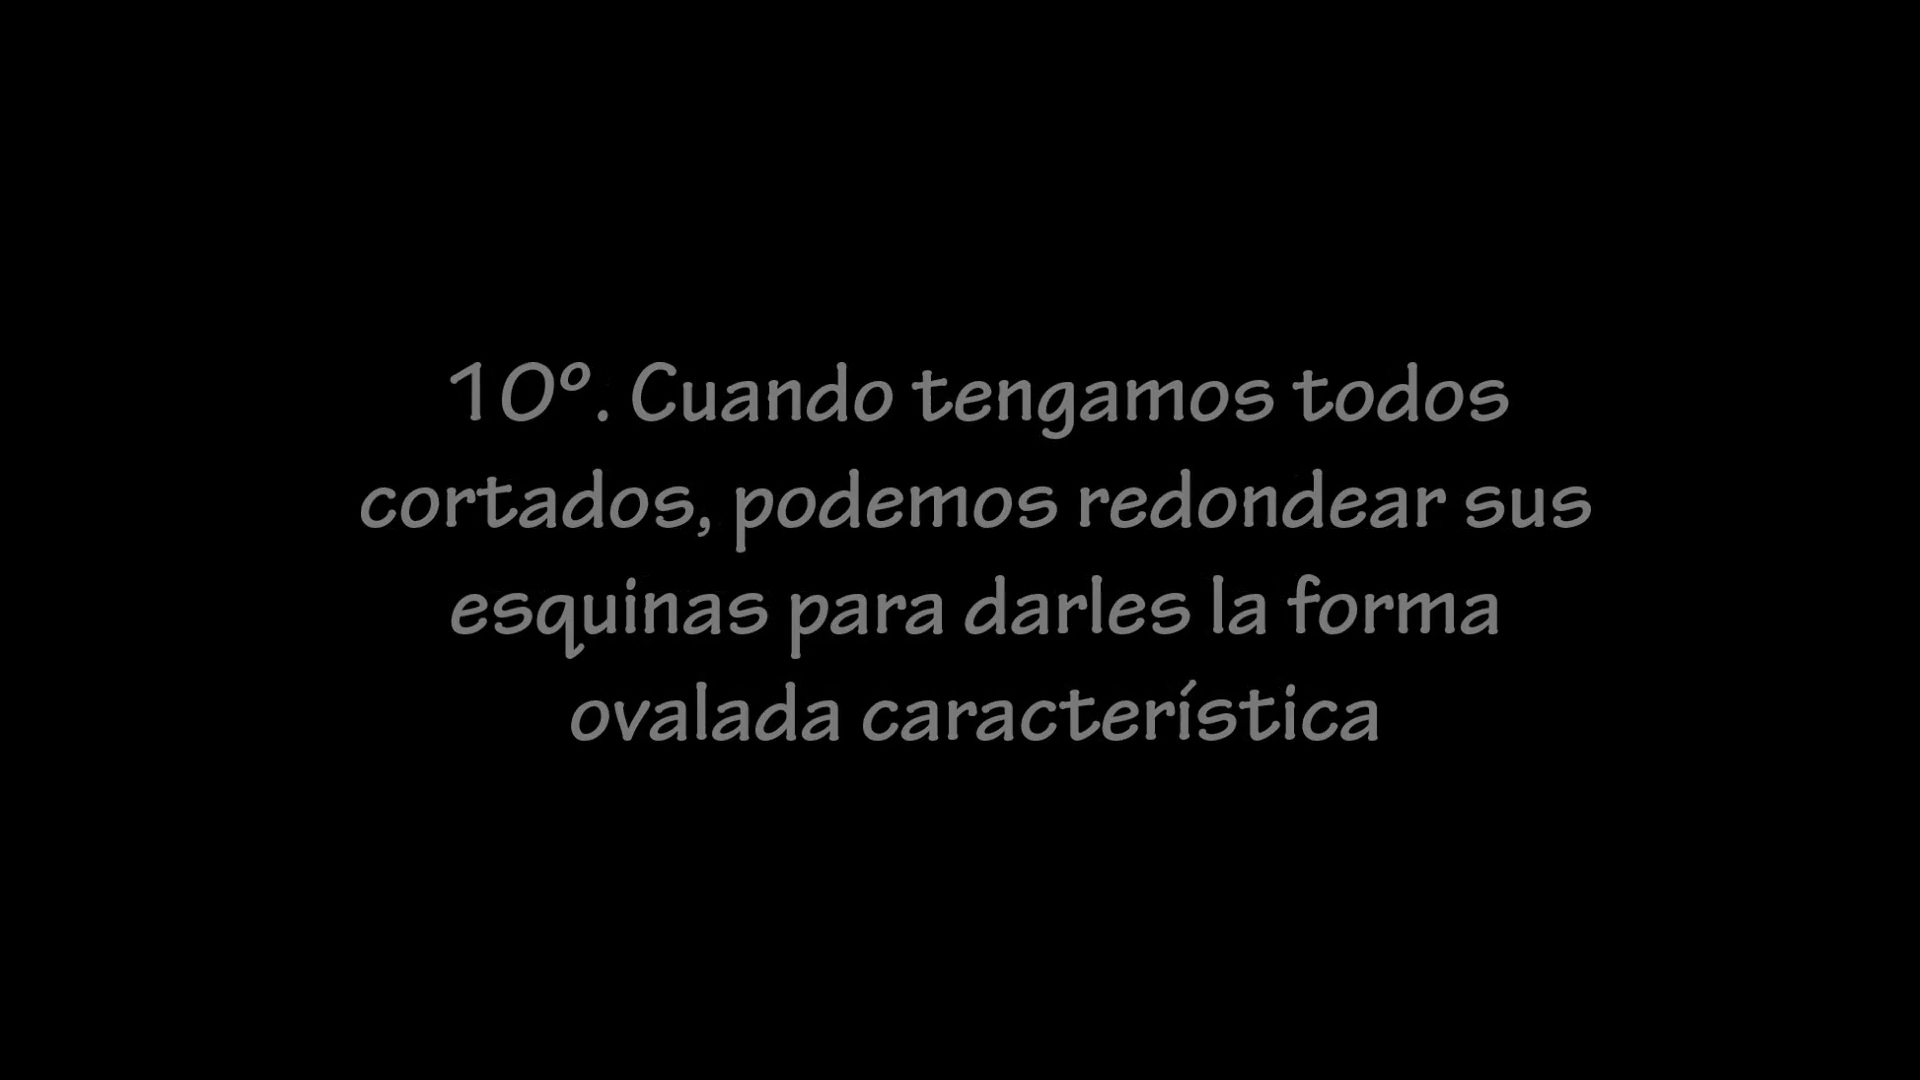 10º. Cuando tengamos todos
cortados, podemos redondear sus
esquinas para darles la forma
ovalada característica